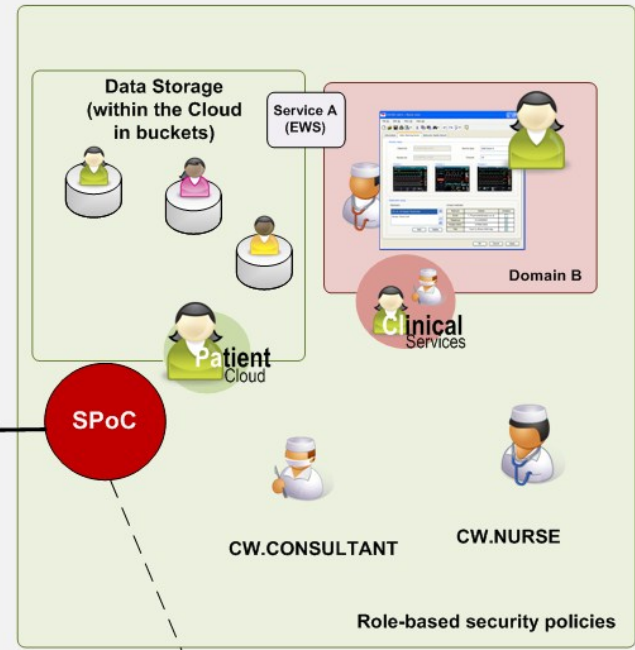 Data Storage
(within the Cloud
in buckets)
Service A
(EWS)
Domain B
Clinical
Services
Patient
Cloud
SPoC
CW.CONSULTANT
CW.NURSE
Role-based security policies